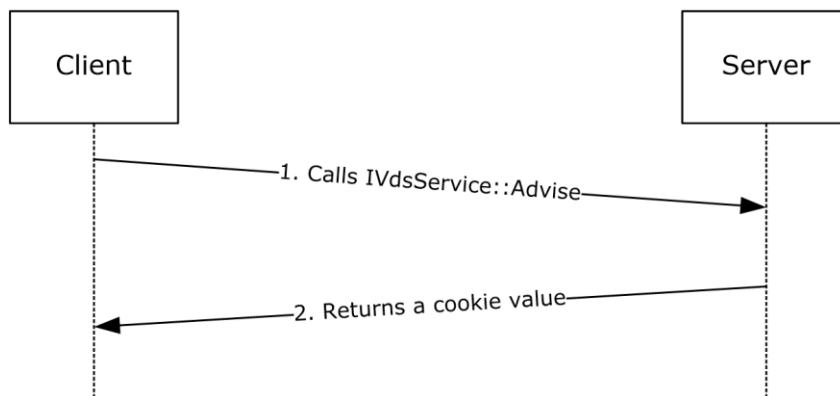 Client
Server
1. Calls IVdsService::Advise
2. Returns a cookie value